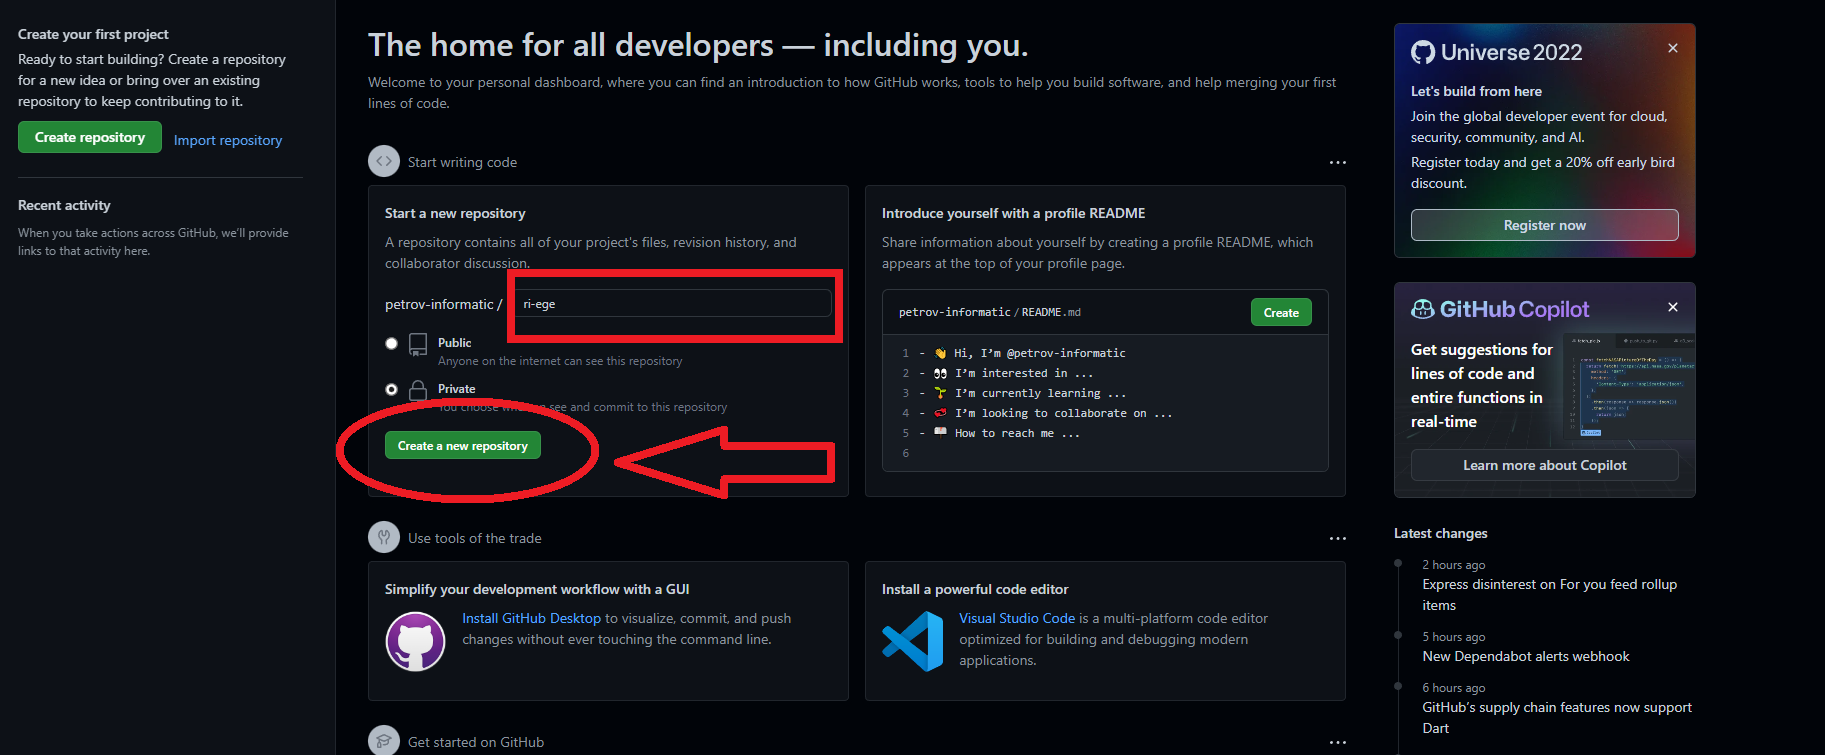 Create your first project
Ready to start building? Create a repository
for a new idea or bring over an existing
repository to keep contributing to it.
Create repository
Import repository
Recent activity
When you take actions across GitHub, we'll provide
links to that activity here.
The home for all developers — including you.
Welcome to your personal dashboard, where you can find an introduction to how GitHub works, tools to help you build software, and help merging your first
lines of code.
Start writing code
Start a new repository
A repository contains all of your project's files, revision history, and
collaborator discussion.
petrov-informatic /
ri-ege
Public
Anyone on the internet can see this repository
Private
You choose who can see and commit to this repository
Create a new repository
Introduce yourself with a profile README
Share information about yourself by creating a profile README, which
appears at the top of your profile page.
petrov-informatic / README.md
Create
1 - 👋 Hi, I'm @petrov-informatic
2 - 👀 I'm interested in ...
3 - 🌱 I'm currently learning ...
4 - 💞️ I'm looking to collaborate on ...
5 - 📫 How to reach me ...
6
Use tools of the trade
Simplify your development workflow with a GUI
Install GitHub Desktop to visualize, commit, and push
changes without ever touching the command line.
Install a powerful code editor
Visual Studio Code is a multi-platform code editor
optimized for building and debugging modern
applications.
Get started on GitHub
Universe 2022
Let's build from here
Join the global developer event for cloud,
security, community, and AI.
Register today and get a 20% off early bird
discount.
Register now
GitHub Copilot
Get suggestions for
lines of code and
entire functions in
real-time
Learn more about Copilot
Latest changes
2 hours ago
Express disinterest on For you feed rollup
items
5 hours ago
New Dependabot alerts webhook
6 hours ago
GitHub's supply chain features now support
Dart